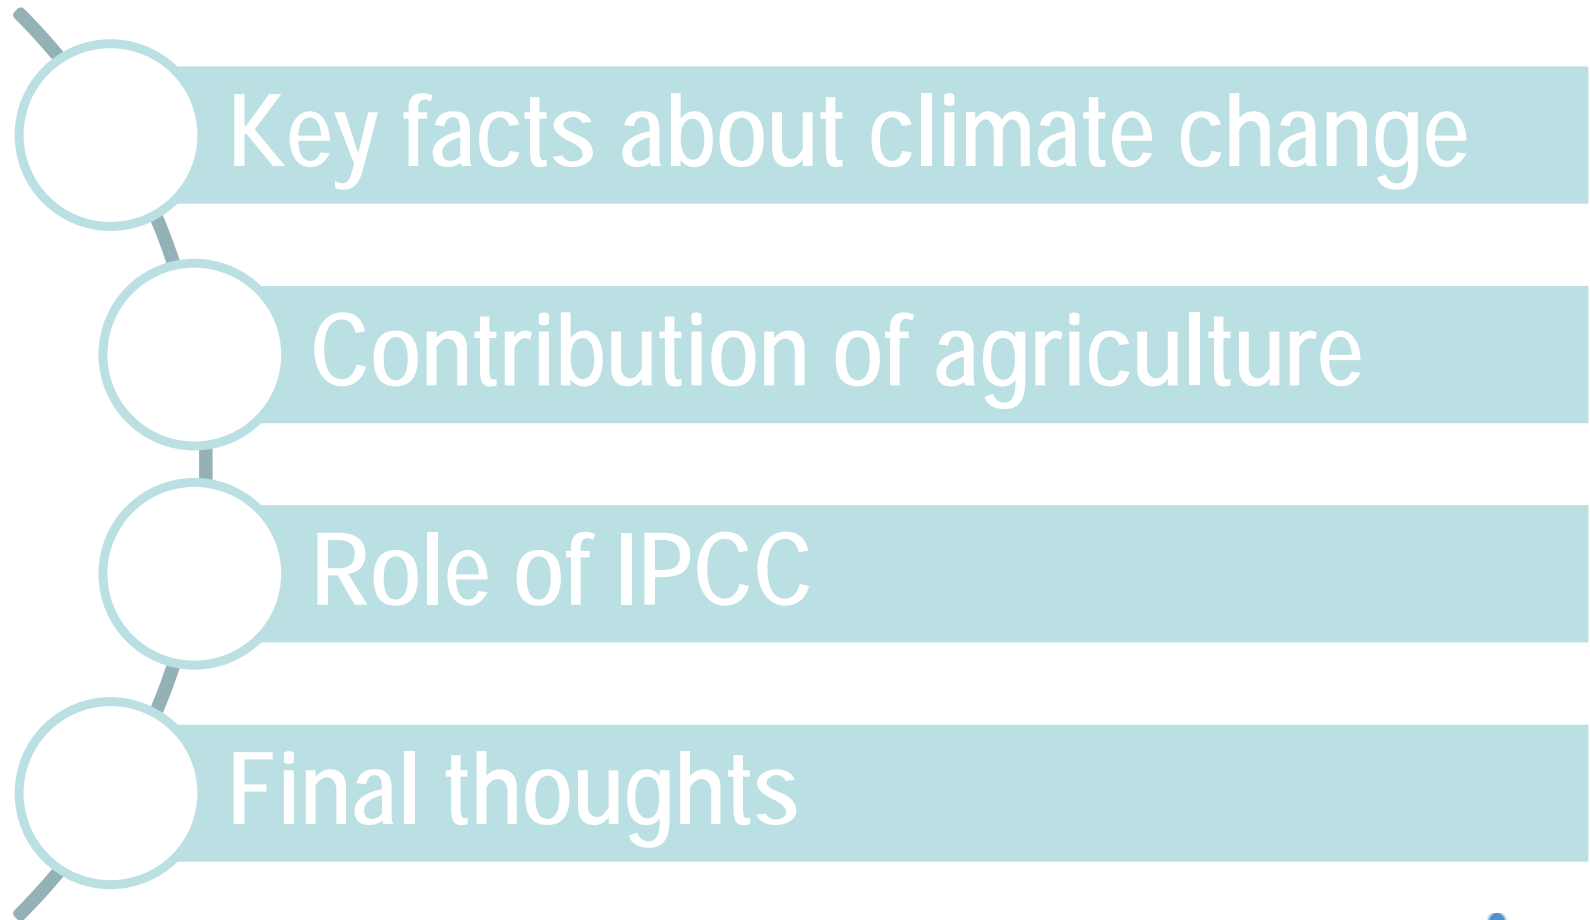 Key facts about climate change
Contribution of agriculture
Role of IPCC
Final thoughts